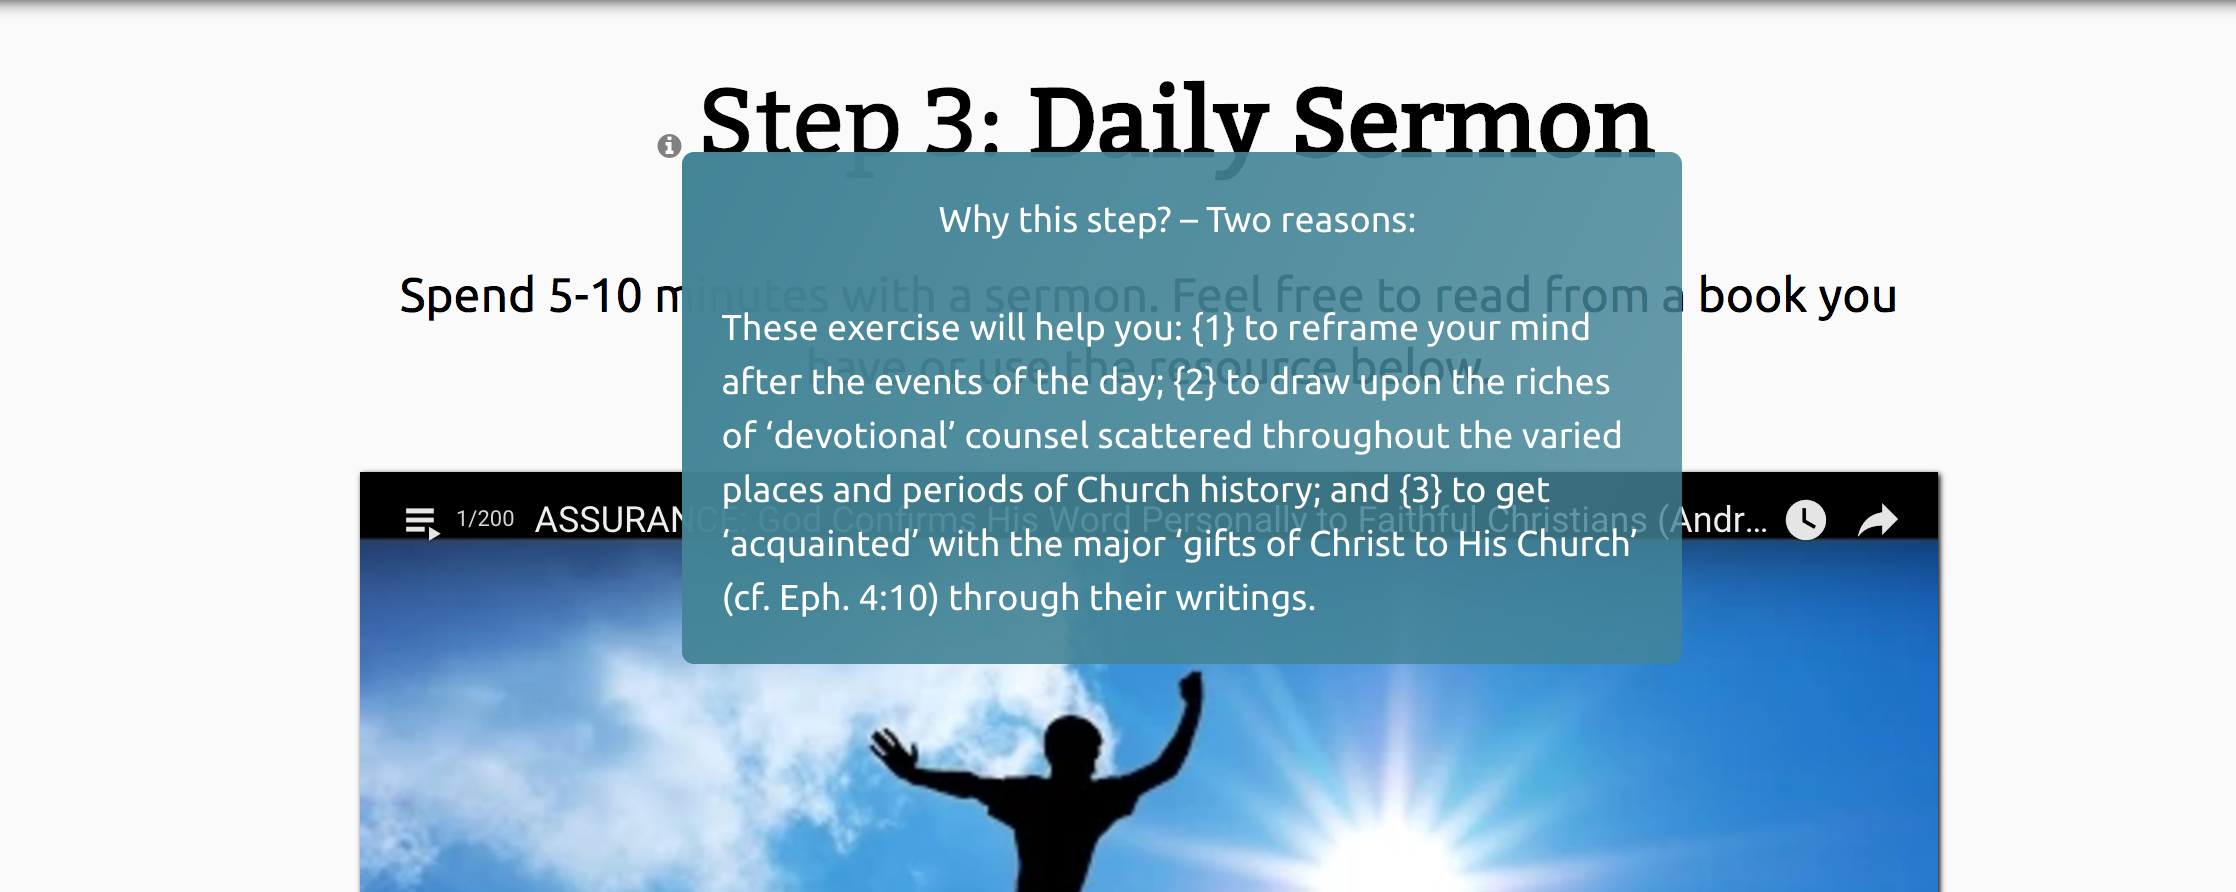 Step 3: Daily Sermon
Why this step? – Two reasons:
Spend 5-10 minutes with a sermon. Feel free to read from a book you
have or use the resource below.
These exercise will help you: {1} to reframe your mind
after the events of the day; {2} to draw upon the riches
of ‘devotional’ counsel scattered throughout the varied
places and periods of Church history; and {3} to get
‘acquainted’ with the major ‘gifts of Christ to His Church’
(cf. Eph. 4:10) through their writings.
1/200 ASSURANCE: God Confirms His Word Personally to Faithful Christians (Andr...